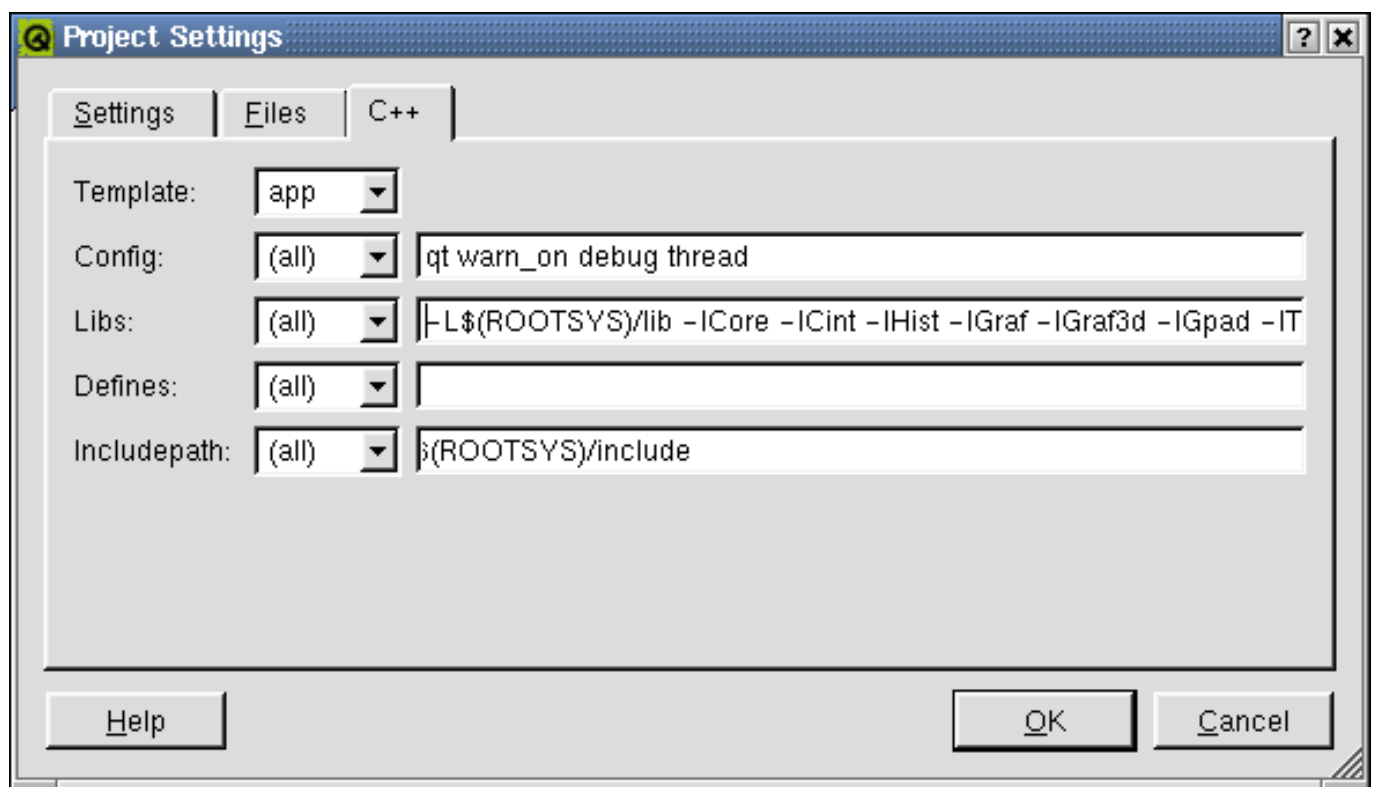 Project Settings
Settings Files C++
Template: app
Config: (all) qt warn_on debug thread
Libs: (all) -L$(ROOTSYS)/lib -lCore -lCint -lHist -lGraf -lGraf3d -lGpad -lT
Defines: (all)
Includepath: (all) $(ROOTSYS)/include
Help OK Cancel